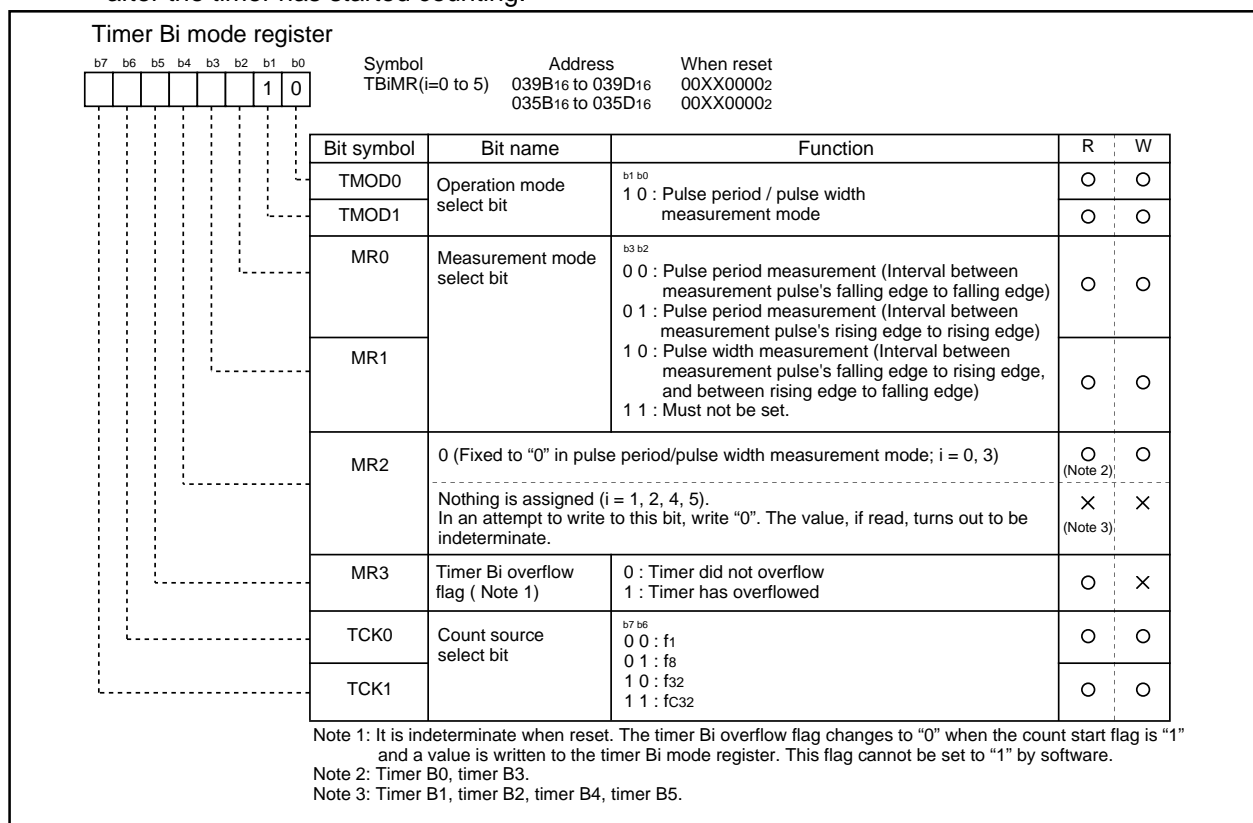 after the timer has started counting.
Timer Bi mode register
b7 b6 b5 b4 b3 b2 b1 b0
1 0
Symbol Address When reset
TBiMR(i=0 to 5) 039B16 to 039D16 00XX00002
035B16 to 035D16 00XX00002
Bit symbol Bit name Function R W
TMOD0
TMOD1
Operation mode
select bit
b1 b0
1 0 : Pulse period / pulse width
measurement mode
MR0
MR1
Measurement mode
select bit
b3 b2
0 0 : Pulse period measurement (Interval between
measurement pulse's falling edge to falling edge)
0 1 : Pulse period measurement (Interval between
measurement pulse's rising edge to rising edge)
1 0 : Pulse width measurement (Interval between
measurement pulse's falling edge to rising edge,
and between rising edge to falling edge)
1 1 : Must not be set.
MR2
0 (Fixed to “0” in pulse period/pulse width measurement mode; i = 0, 3)
(Note 2)
Nothing is assigned (i = 1, 2, 4, 5).
In an attempt to write to this bit, write “0”. The value, if read, turns out to be
indeterminate.
(Note 3)
MR3
Timer Bi overflow
flag ( Note 1)
0 : Timer did not overflow
1 : Timer has overflowed
TCK0
TCK1
Count source
select bit
b7 b6
0 0 : f1
0 1 : f8
1 0 : f32
1 1 : fC32
Note 1: It is indeterminate when reset. The timer Bi overflow flag changes to “0” when the count start flag is “1”
and a value is written to the timer Bi mode register. This flag cannot be set to “1” by software.
Note 2: Timer B0, timer B3.
Note 3: Timer B1, timer B2, timer B4, timer B5.